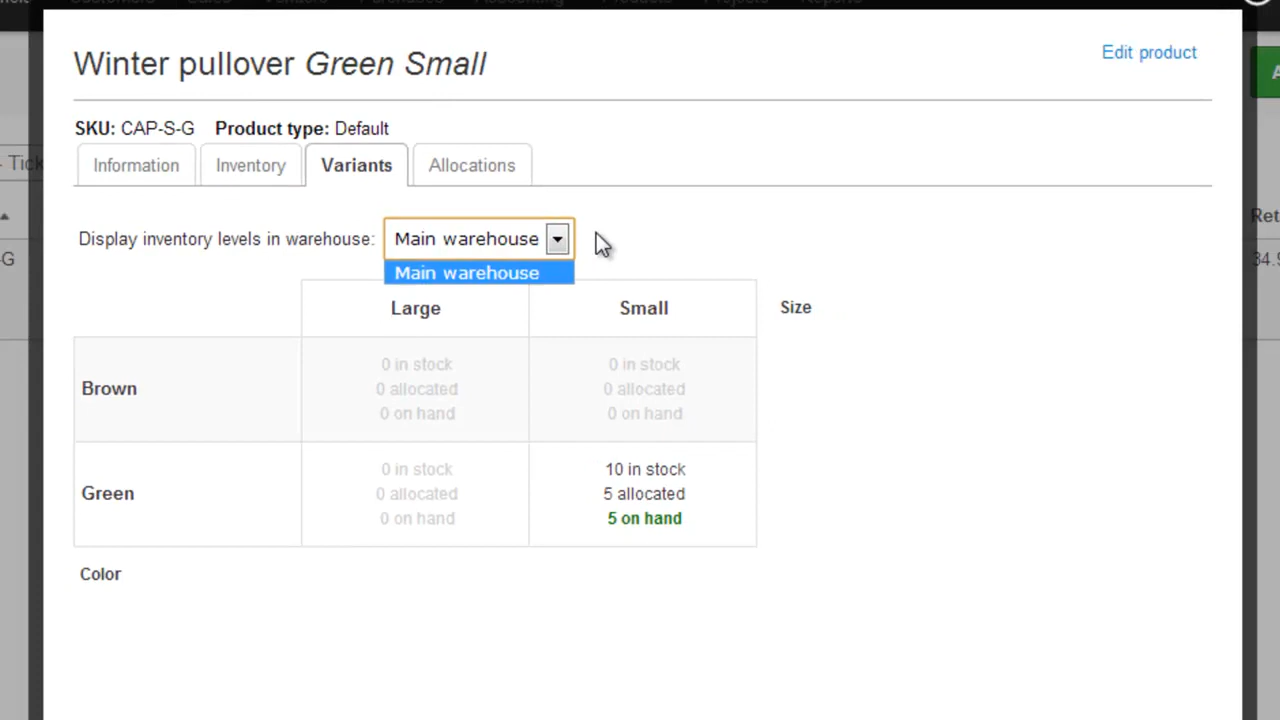 Edit product
Winter pullover Green Small
SKU: CAP-S-G Product type: Default
Information Inventory Variants Allocations
Display inventory levels in warehouse: Main warehouse
Main warehouse
Large Small Size
Brown
0 in stock 0 in stock
0 allocated 0 allocated
0 on hand 0 on hand
Green
0 in stock 10 in stock
0 allocated 5 allocated
0 on hand 5 on hand
Color